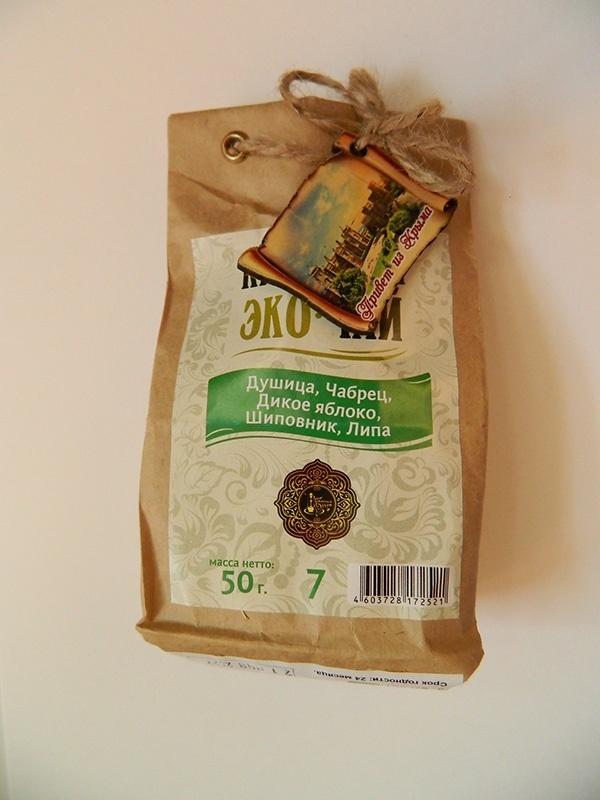 Привет из Крыма
ЭКО
Душица, Чабрец,
Дикое яблоко,
Шиповник, Липа
масса нетто:
50 г.
7
4 603728 172521
Срок годности: 24 месяца.